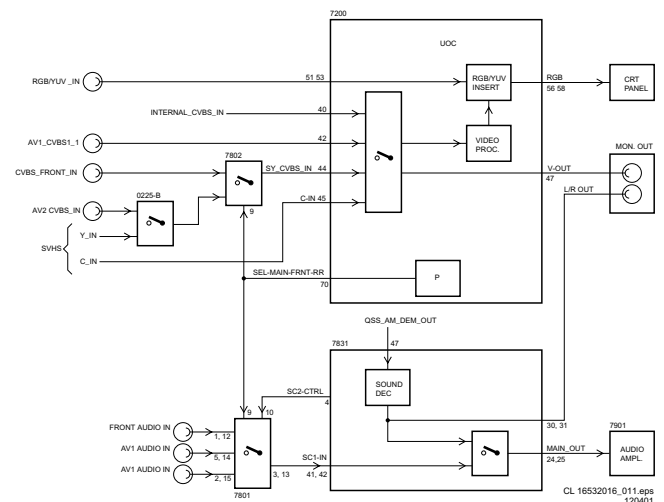 7200
UOC
RGB/YUV _IN
51 53
RGB/YUV
INSERT
RGB
56 58
CRT
PANEL
INTERNAL_CVBS_IN
40
AV1_CVBS1_1
42
VIDEO
PROC.
MON. OUT
CVBS_FRONT_IN
7802
SY_CVBS_IN 44
V-OUT
47
0225-B
9
C-IN 45
L/R OUT
AV2 CVBS_IN
Y_IN
SVHS
C_IN
SEL-MAIN-FRNT-RR
70
P
QSS_AM_DEM_OUT
7831
47
SOUND
DEC
SC2-CTRL
4
9
10
30, 31
FRONT AUDIO IN
1, 12
AV1 AUDIO IN
5, 14
AV1 AUDIO IN
2, 15
7801
3, 13
SC1-IN
41, 42
MAIN_OUT
24,25
7901
AUDIO
AMPL.
CL 16532016_011.eps
120401